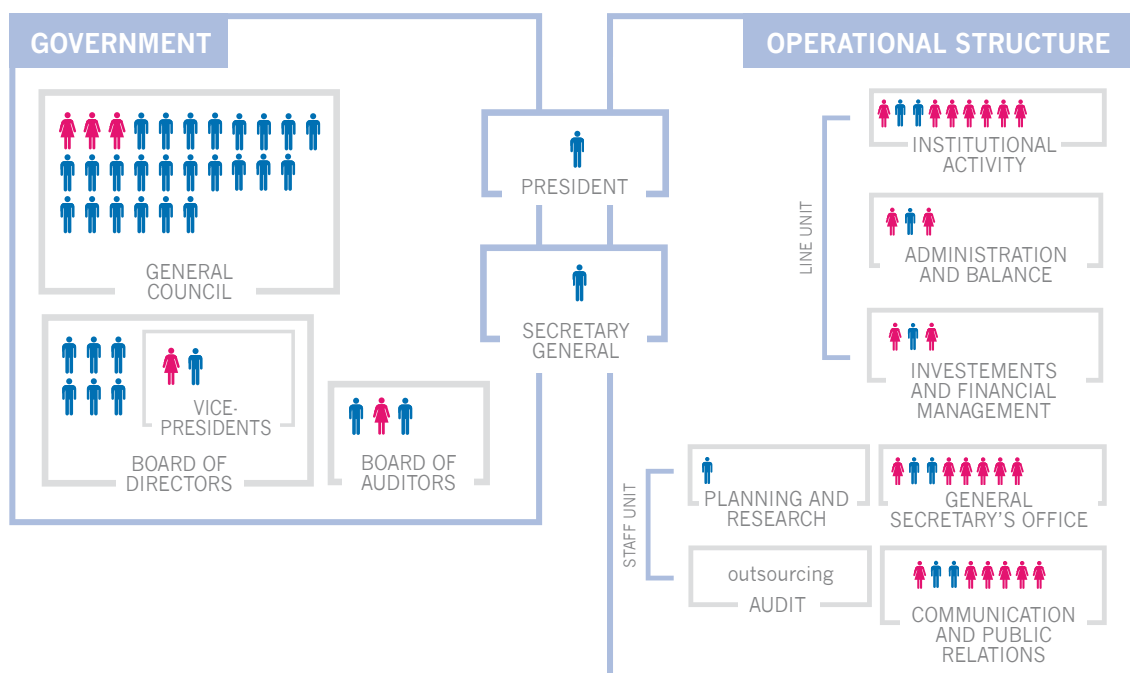 GOVERNMENT
GENERAL
COUNCIL
VICE-
PRESIDENTS
BOARD OF
DIRECTORS
BOARD OF
AUDITORS
PRESIDENT
SECRETARY
GENERAL
OPERATIONAL STRUCTURE
LINE UNIT
INSTITUTIONAL
ACTIVITY
ADMINISTRATION
AND BALANCE
INVESTEMENTS
AND FINANCIAL
MANAGEMENT
STAFF UNIT
PLANNING AND
RESEARCH
GENERAL
SECRETARY'S OFFICE
outsourcing
AUDIT
COMMUNICATION
AND PUBLIC
RELATIONS